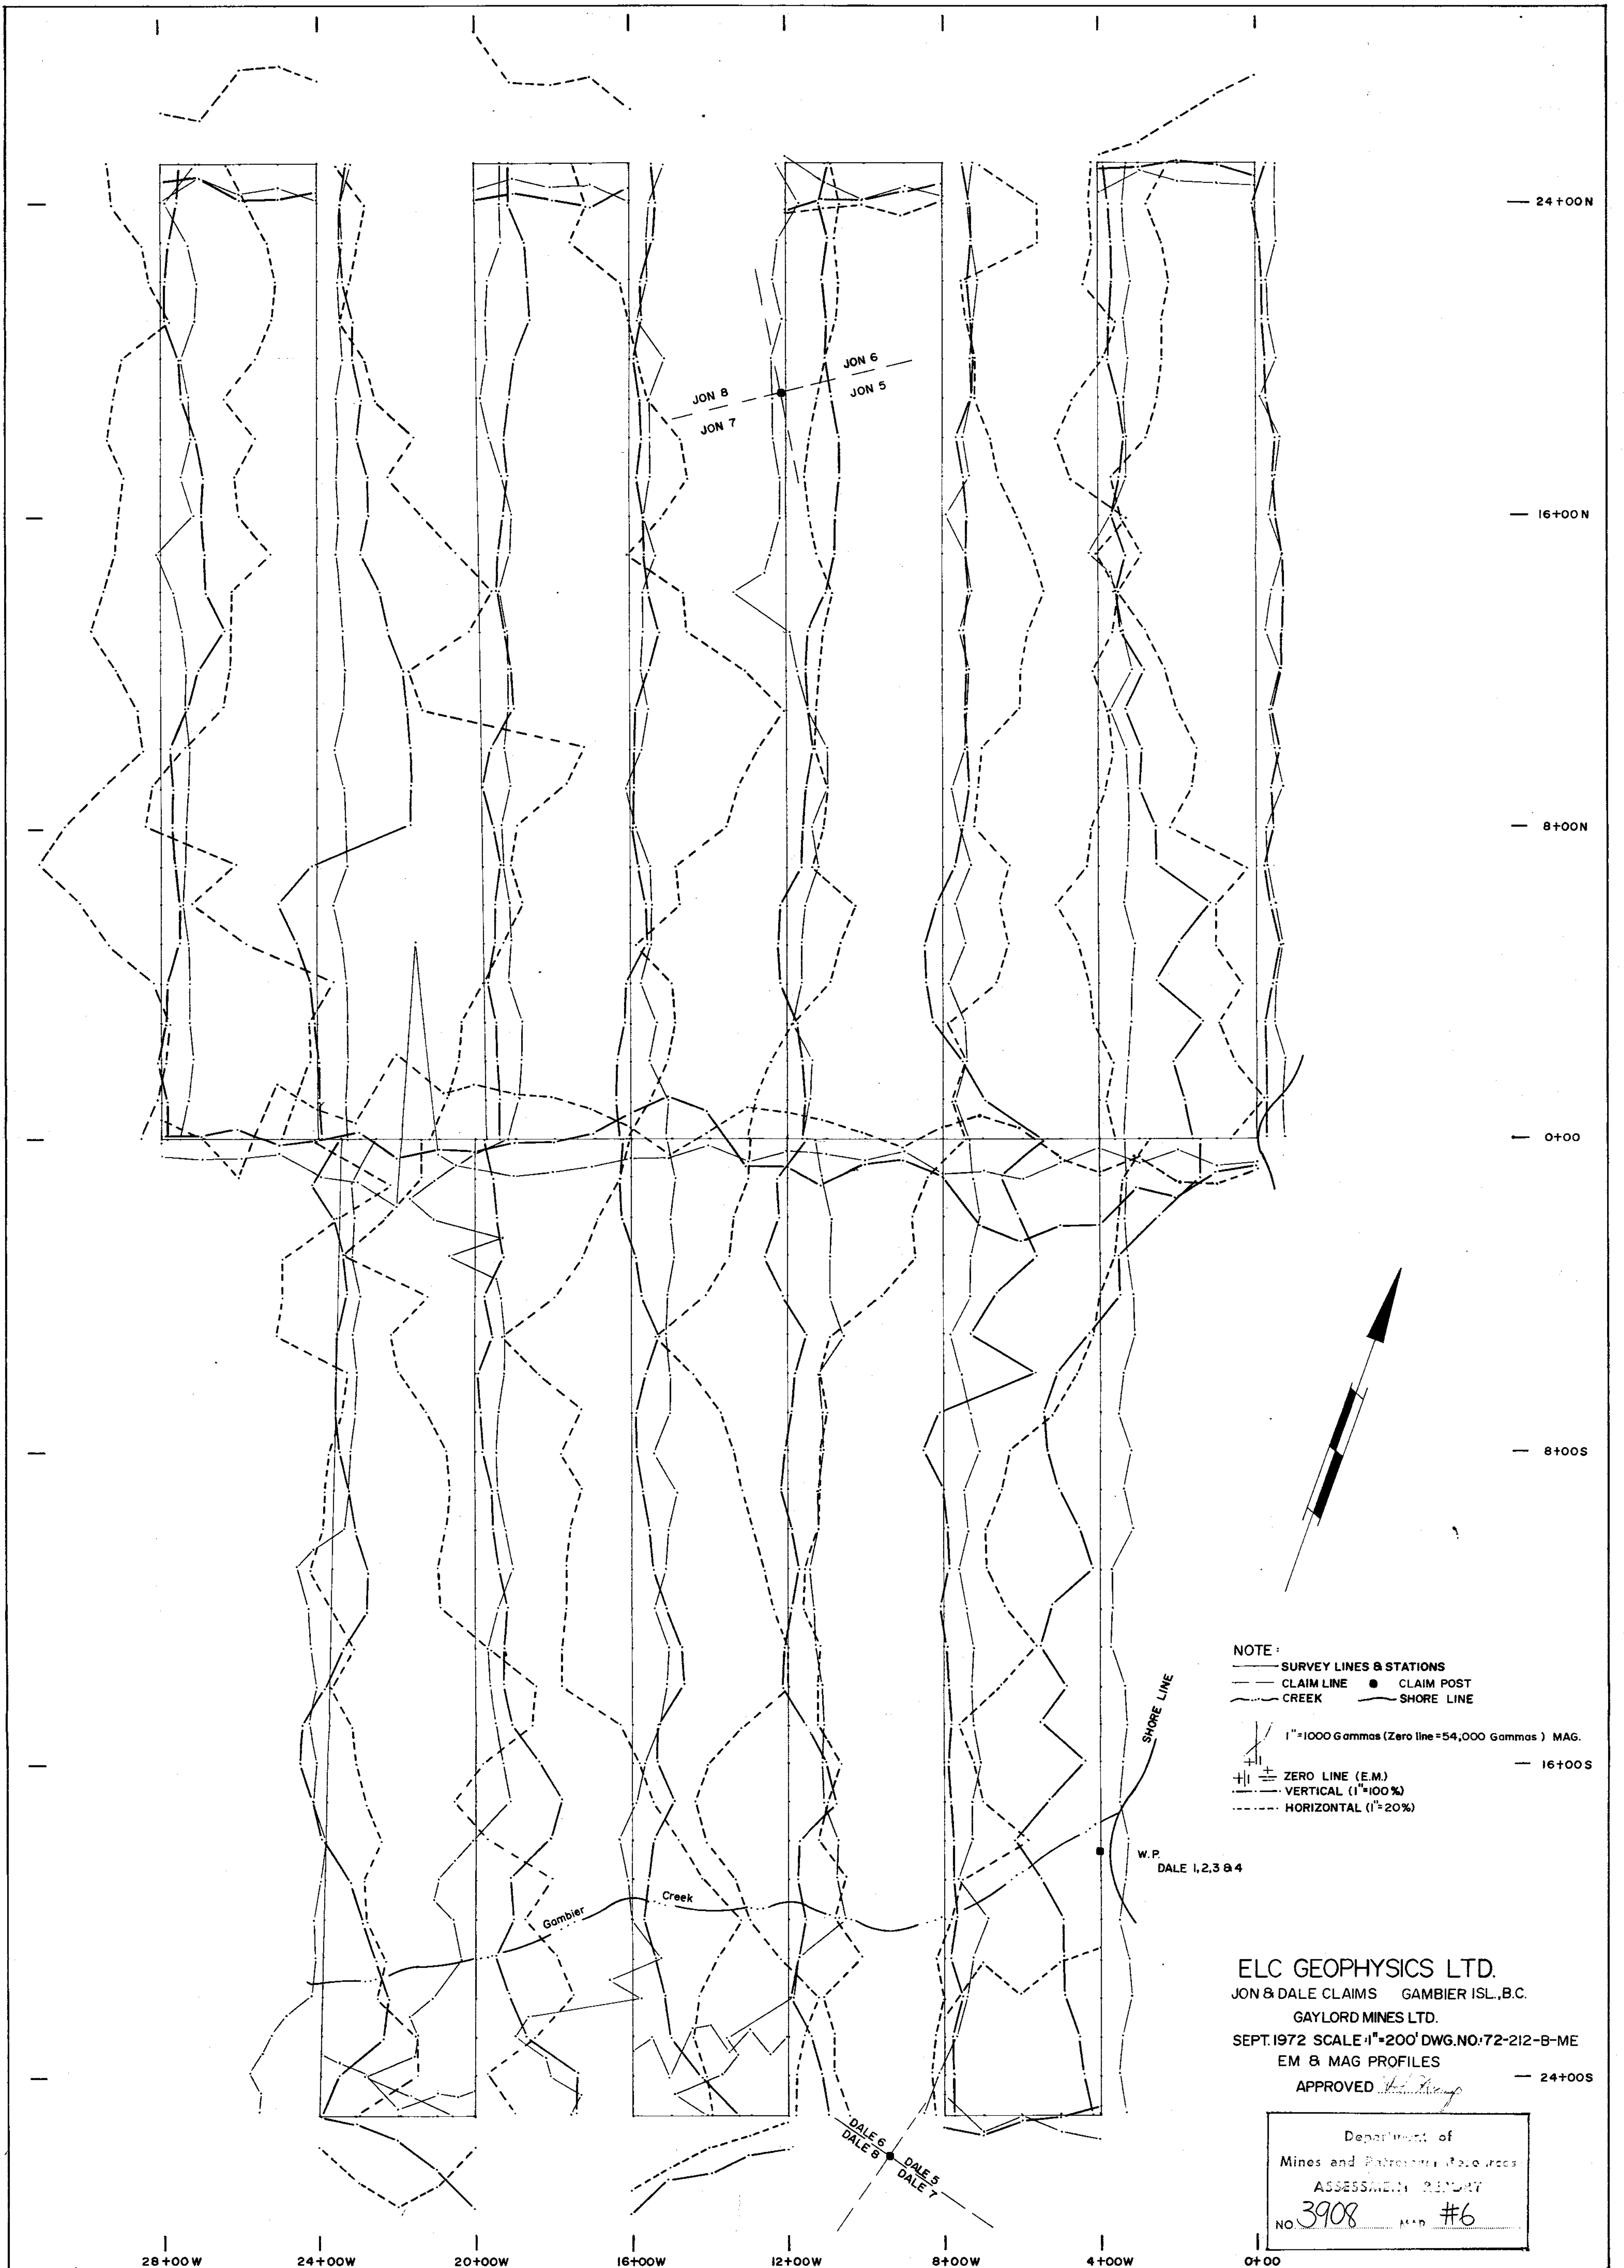 24+00N
JON 6
JON 8
JON 5
JON 7
16+00N
8+00N
0+00
8+00S
NOTE:
SURVEY LINES & STATIONS
CLAIM LINE ● CLAIM POST
CREEK SHORE LINE
1"=1000 Gammas (Zero line=54,000 Gammas) MAG.
16+00S
ZERO LINE (E.M.)
VERTICAL (1"=100%)
HORIZONTAL (1"=20%)
SHORE LINE
W.P.
DALE 1,2,3 & 4
Gambier Creek
ELC GEOPHYSICS LTD.
JON & DALE CLAIMS GAMBIER ISL.,B.C.
GAYLORD MINES LTD.
SEPT.1972 SCALE:1"=200' DWG.NO:72-212-B-ME
EM & MAG PROFILES
24+00S
APPROVED
DALE 6
DALE 8
DALE 5
DALE 7
Department of
Mines and Petroleum Resources
ASSESSMENT REPORT
NO. 3908 MAP #6
28+00W 24+00W 20+00W 16+00W 12+00W 8+00W 4+00W 0+00